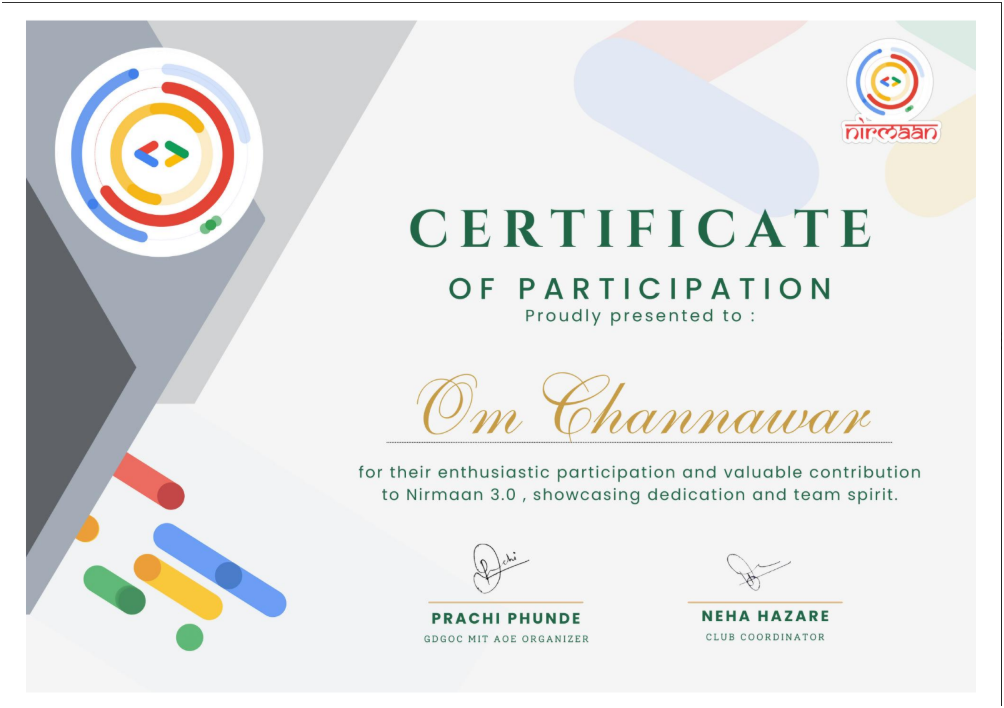 nirmaan
CERTIFICATE
OF PARTICIPATION
Proudly presented to :
Om Channawar
for their enthusiastic participation and valuable contribution
to Nirmaan 3.0 , showcasing dedication and team spirit.
PRACHI PHUNDE
GDGOC MIT AOE ORGANIZER
NEHA HAZARE
CLUB COORDINATOR